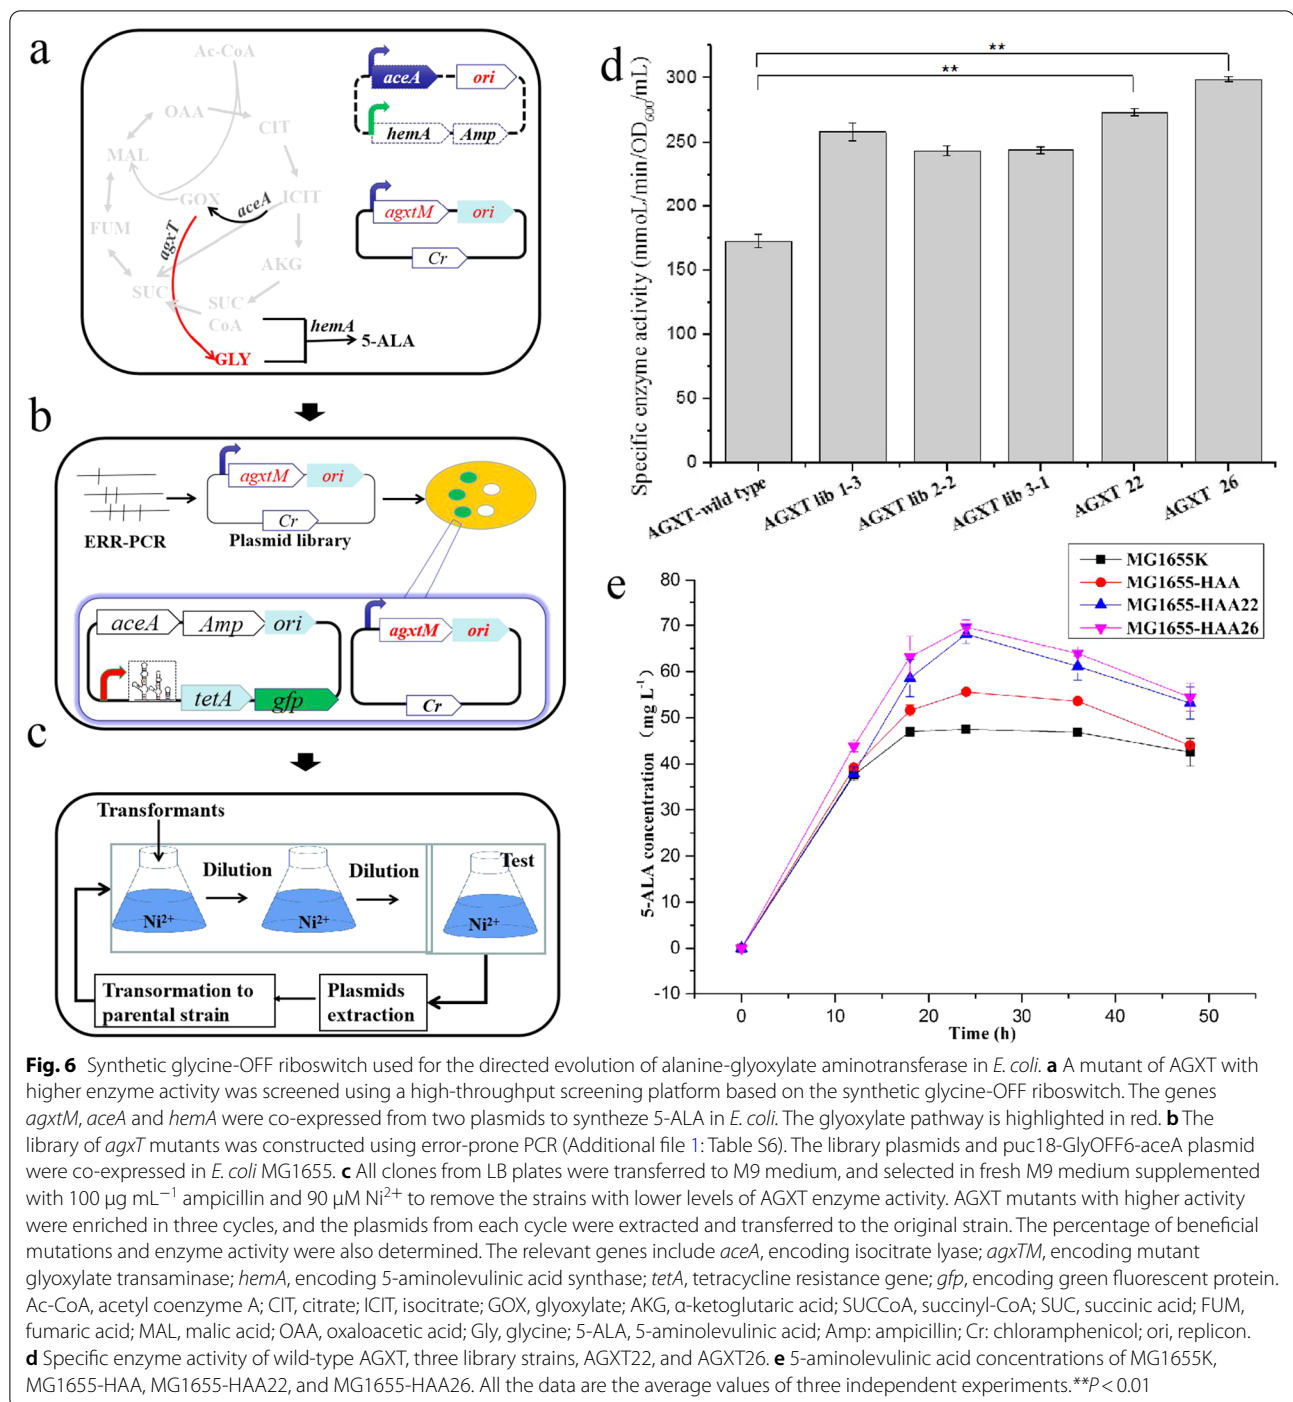 a
Ac-CoA
OAA
CIT
MAL
GOX
aceA
ICIT
agxT
FUM
AKG
SUC
SUC
CoA
hemA
5-ALA
GLY
aceA
ori
hemA
Amp
agxtM
ori
Cr
b
ERR-PCR
agxtM
ori
Cr
Plasmid library
aceA
Amp
ori
tetA
gfp
agxtM
ori
Cr
c
Transformants
Dilution
Dilution
Test
Ni2+
Ni2+
Ni2+
Transormation to
parental strain
Plasmids
extraction
d
Specific enzyme activity (mmoL/min/OD600/mL)
**
**
300
250
200
150
100
50
0
AGXT-wild type
AGXT lib 1-3
AGXT lib 2-2
AGXT lib 3-1
AGXT 22
AGXT 26
e
MG1655K
MG1655-HAA
MG1655-HAA22
MG1655-HAA26
5-ALA concentration (mg L-1)
80
70
60
50
40
30
20
10
0
-10
0
10
20
30
40
50
Time (h)
Fig. 6 Synthetic glycine-OFF riboswitch used for the directed evolution of alanine-glyoxylate aminotransferase in E. coli. a A mutant of AGXT with
higher enzyme activity was screened using a high-throughput screening platform based on the synthetic glycine-OFF riboswitch. The genes
agxtM, aceA and hemA were co-expressed from two plasmids to syntheze 5-ALA in E. coli. The glyoxylate pathway is highlighted in red. b The
library of agxT mutants was constructed using error-prone PCR (Additional file 1: Table S6). The library plasmids and puc18-GlyOFF6-aceA plasmid
were co-expressed in E. coli MG1655. c All clones from LB plates were transferred to M9 medium, and selected in fresh M9 medium supplemented
with 100 µg mL−1 ampicillin and 90 µM Ni2+ to remove the strains with lower levels of AGXT enzyme activity. AGXT mutants with higher activity
were enriched in three cycles, and the plasmids from each cycle were extracted and transferred to the original strain. The percentage of beneficial
mutations and enzyme activity were also determined. The relevant genes include aceA, encoding isocitrate lyase; agxTM, encoding mutant
glyoxylate transaminase; hemA, encoding 5-aminolevulinic acid synthase; tetA, tetracycline resistance gene; gfp, encoding green fluorescent protein.
Ac-CoA, acetyl coenzyme A; CIT, citrate; ICIT, isocitrate; GOX, glyoxylate; AKG, α-ketoglutaric acid; SUCCoA, succinyl-CoA; SUC, succinic acid; FUM,
fumaric acid; MAL, malic acid; OAA, oxaloacetic acid; Gly, glycine; 5-ALA, 5-aminolevulinic acid; Amp: ampicillin; Cr: chloramphenicol; ori, replicon.
d Specific enzyme activity of wild-type AGXT, three library strains, AGXT22, and AGXT26. e 5-aminolevulinic acid concentrations of MG1655K,
MG1655-HAA, MG1655-HAA22, and MG1655-HAA26. All the data are the average values of three independent experiments.**P < 0.01